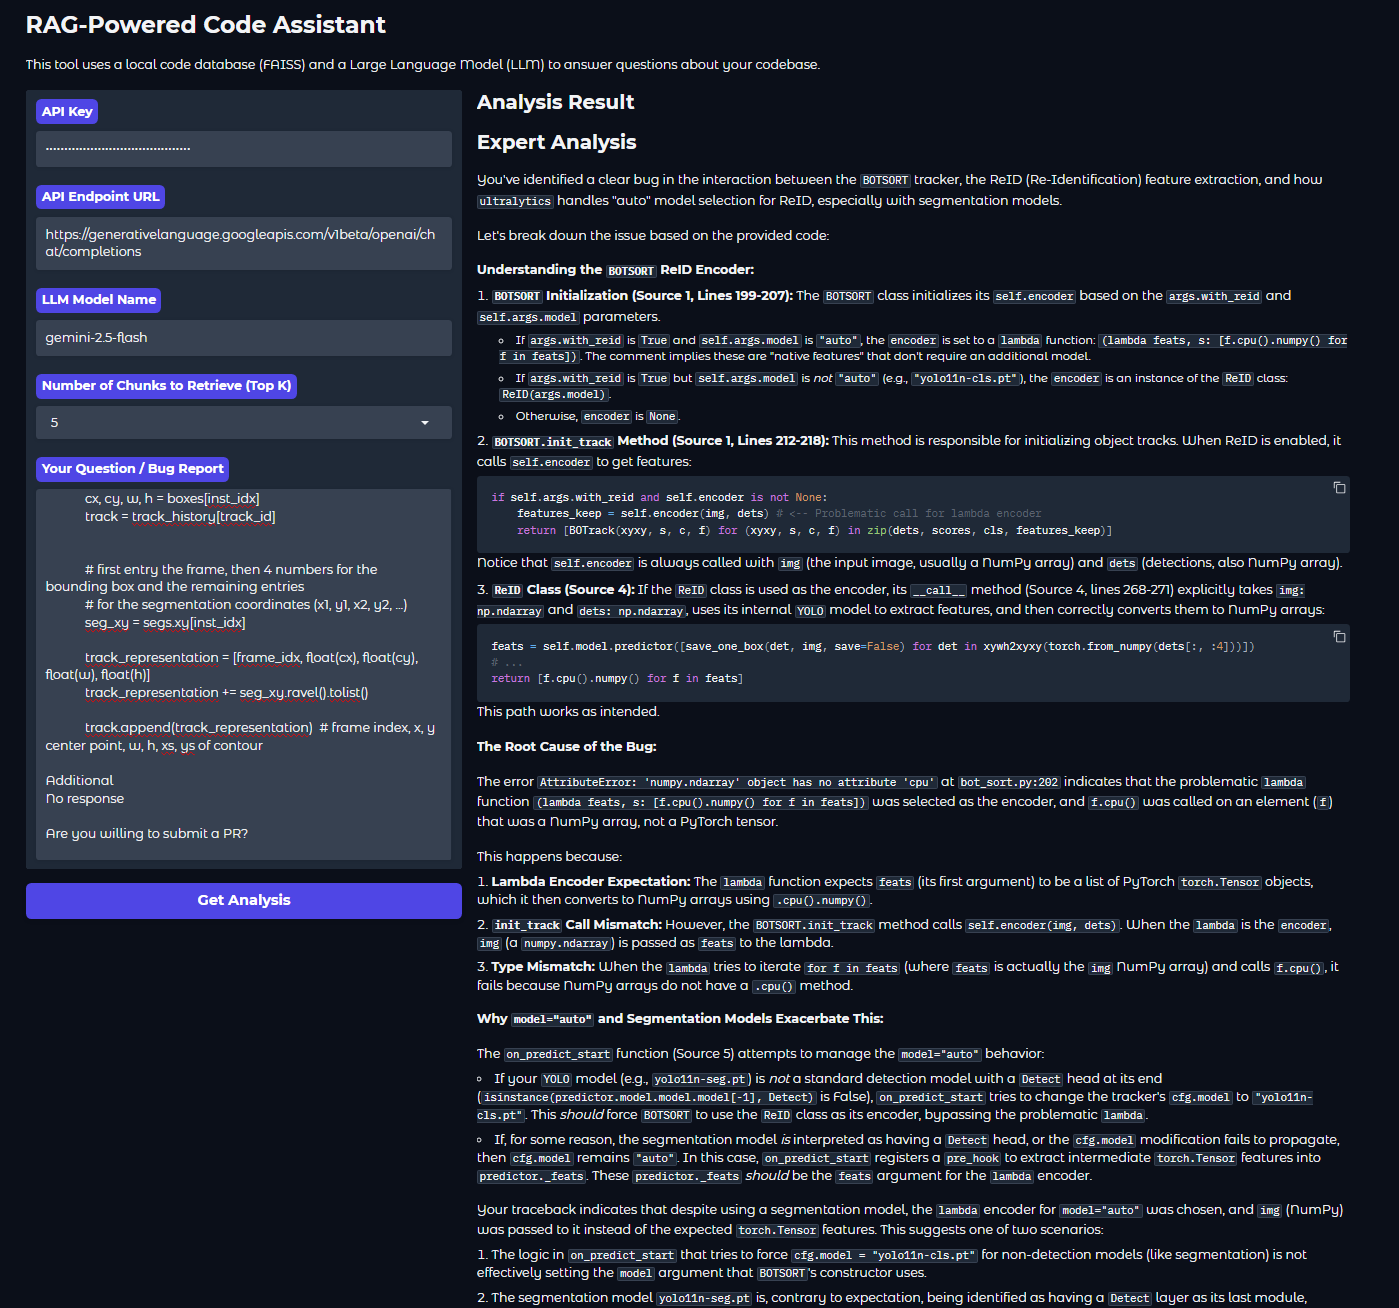 RAG-Powered Code Assistant
This tool uses a local code database (FAISS) and a Large Language Model (LLM) to answer questions about your codebase.
API Key
API Endpoint URL
https://generativelanguage.googleapis.com/v1beta/openai/ch
at/completions
LLM Model Name
gemini-2.5-flash
Number of Chunks to Retrieve (Top K)
5
Your Question / Bug Report
cx, cy, w, h = boxes[inst_idx]
track = track_history[track_id]
# first entry the frame, then 4 numbers for the
bounding box and the remaining entries
# for the segmentation coordinates (x1, y1, x2, y2, ...)
seg_xy = segs.xy[inst_idx]
track_representation = [frame_idx, float(cx), float(cy),
float(w), float(h)]
track_representation += seg_xy.ravel().tolist()
track.append(track_representation)  # frame index, x, y
center point, w, h, xs, ys of contour
Additional
No response
Are you willing to submit a PR?
Get Analysis
Analysis Result
Expert Analysis
You've identified a clear bug in the interaction between the BOTSORT tracker, the ReID (Re-Identification) feature extraction, and how
ultralytics handles "auto" model selection for ReID, especially with segmentation models.
Let's break down the issue based on the provided code:
Understanding the BOTSORT ReID Encoder:
1. BOTSORT Initialization (Source 1, Lines 199-207): The BOTSORT class initializes its self.encoder based on the args.with_reid and
self.args.model parameters.
◦ If args.with_reid is True and self.args.model is "auto", the encoder is set to a lambda function: (lambda feats, s: [f.cpu().numpy() for
f in feats]). The comment implies these are "native features" that don't require an additional model.
◦ If args.with_reid is True but self.args.model is not "auto" (e.g., "yolo11n-cls.pt"), the encoder is an instance of the ReID class:
ReID(args.model).
◦ Otherwise, encoder is None.
2. BOTSORT.init_track Method (Source 1, Lines 212-218): This method is responsible for initializing object tracks. When ReID is enabled, it
calls self.encoder to get features:
if self.args.with_reid and self.encoder is not None:
features_keep = self.encoder(img, dets) # <-- Problematic call for lambda encoder
return [BOTrack(xyxy, s, c, f) for (xyxy, s, c, f) in zip(dets, scores, cls, features_keep)]
Notice that self.encoder is always called with img (the input image, usually a NumPy array) and dets (detections, also NumPy array).
3. ReID Class (Source 4): If the ReID class is used as the encoder, its __call__ method (Source 4, lines 268-271) explicitly takes img:
np.ndarray and dets: np.ndarray, uses its internal YOLO model to extract features, and then correctly converts them to NumPy arrays:
feats = self.model.predictor([save_one_box(det, img, save=False) for det in xywh2xyxy(torch.from_numpy(dets[:, :4]))])
# ...
return [f.cpu().numpy() for f in feats]
This path works as intended.
The Root Cause of the Bug:
The error AttributeError: 'numpy.ndarray' object has no attribute 'cpu' at bot_sort.py:202 indicates that the problematic lambda
function (lambda feats, s: [f.cpu().numpy() for f in feats]) was selected as the encoder, and f.cpu() was called on an element (f)
that was a NumPy array, not a PyTorch tensor.
This happens because:
1. Lambda Encoder Expectation: The lambda function expects feats (its first argument) to be a list of PyTorch torch.Tensor objects,
which it then converts to NumPy arrays using .cpu().numpy().
2. init_track Call Mismatch: However, the BOTSORT.init_track method calls self.encoder(img, dets). When the lambda is the encoder,
img (a numpy.ndarray) is passed as feats to the lambda.
3. Type Mismatch: When the lambda tries to iterate for f in feats (where feats is actually the img NumPy array) and calls f.cpu(), it
fails because NumPy arrays do not have a .cpu() method.
Why model="auto" and Segmentation Models Exacerbate This:
The on_predict_start function (Source 5) attempts to manage the model="auto" behavior:
◦ If your YOLO model (e.g., yolo11n-seg.pt) is not a standard detection model with a Detect head at its end
(isinstance(predictor.model.model.model[-1], Detect) is False), on_predict_start tries to change the tracker's cfg.model to "yolo11n-
cls.pt". This should force BOTSORT to use the ReID class as its encoder, bypassing the problematic lambda.
◦ If, for some reason, the segmentation model is interpreted as having a Detect head, or the cfg.model modification fails to propagate,
then cfg.model remains "auto". In this case, on_predict_start registers a pre_hook to extract intermediate torch.Tensor features into
predictor._feats. These predictor._feats should be the feats argument for the lambda encoder.
Your traceback indicates that despite using a segmentation model, the lambda encoder for model="auto" was chosen, and img (NumPy)
was passed to it instead of the expected torch.Tensor features. This suggests one of two scenarios:
1. The logic in on_predict_start that tries to force cfg.model = "yolo11n-cls.pt" for non-detection models (like segmentation) is not
effectively setting the model argument that BOTSORT's constructor uses.
2. The segmentation model yolo11n-seg.pt is, contrary to expectation, being identified as having a Detect layer as its last module,